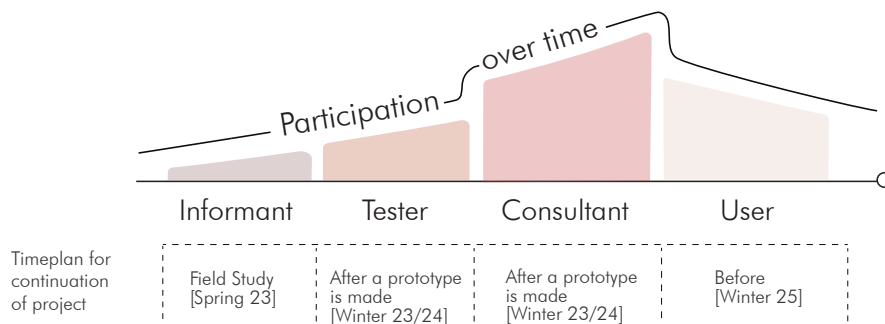 Participation over time
Informant
Tester
Consultant
User
Timeplan for
continuation
of project
Field Study
[Spring 23]
After a prototype
is made
[Winter 23/24]
After a prototype
is made
[Winter 23/24]
Before
[Winter 25]